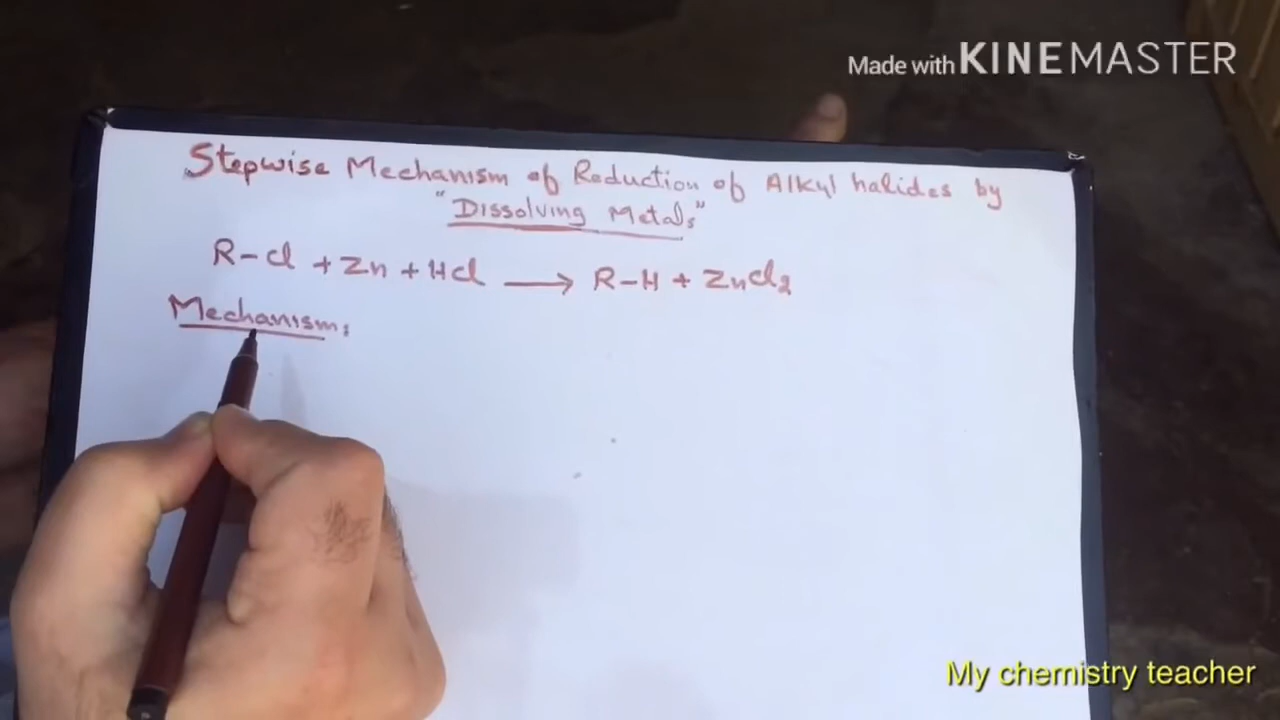 Made with KINEMASTER
Stepwise Mechanism of Reduction of Alkyl halides by
"Dissolving Metals"
R-Cl + Zn + HCl ⟶ R-H + ZnCl2
Mechanism:
My chemistry teacher